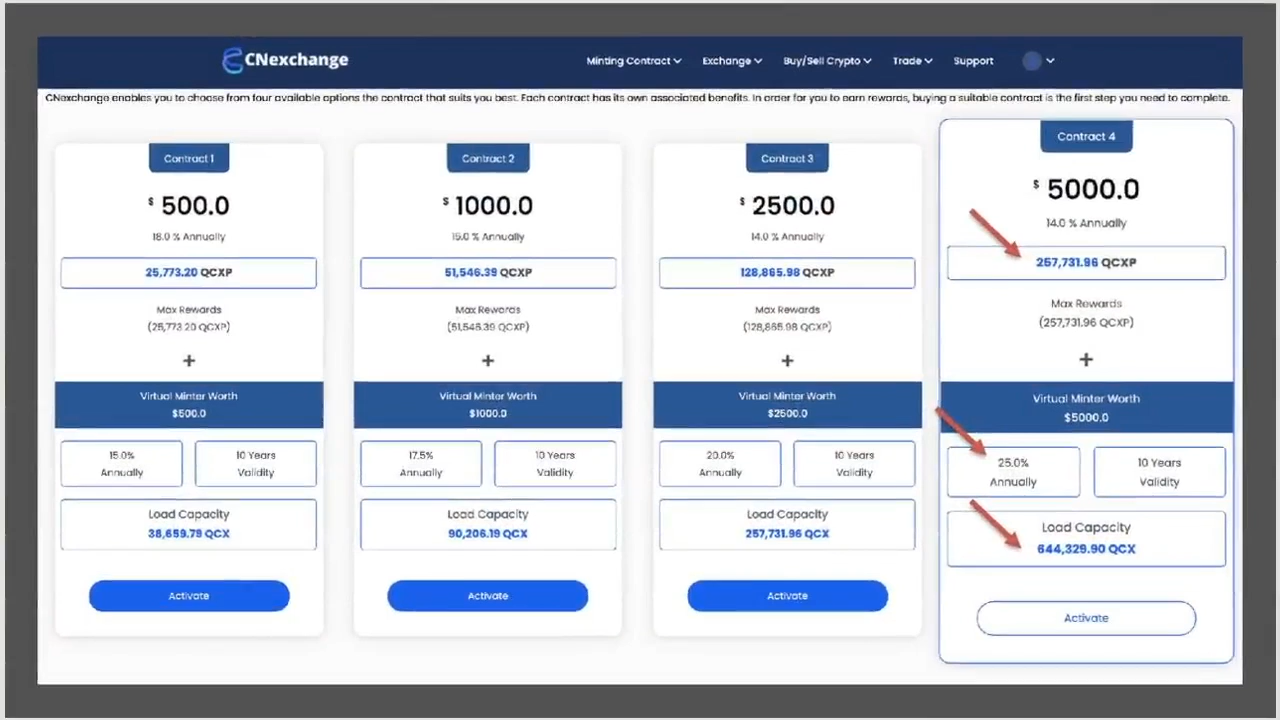 CNexchange
Minting Contract Exchange Buy/Sell Crypto Trade Support
CNexchange enables you to choose from four available options the contract that suits you best. Each contract has its own associated benefits. In order for you to earn rewards, buying a suitable contract is the first step you need to complete.
Contract 1
$ 500.0
18.0 % Annually
25,773.20 QCXP
Max Rewards
(25,773.20 QCXP)
+
Virtual Minter Worth
$500.0
15.0% 10 Years
Annually Validity
Load Capacity
38,659.79 QCX
Activate
Contract 2
$ 1000.0
15.0 % Annually
51,546.39 QCXP
Max Rewards
(51,546.39 QCXP)
+
Virtual Minter Worth
$1000.0
17.5% 10 Years
Annually Validity
Load Capacity
90,206.19 QCX
Activate
Contract 3
$ 2500.0
14.0 % Annually
128,865.98 QCXP
Max Rewards
(128,865.98 QCXP)
+
Virtual Minter Worth
$2500.0
20.0% 10 Years
Annually Validity
Load Capacity
257,731.96 QCX
Activate
Contract 4
$ 5000.0
14.0 % Annually
257,731.96 QCXP
Max Rewards
(257,731.96 QCXP)
+
Virtual Minter Worth
$5000.0
25.0% 10 Years
Annually Validity
Load Capacity
644,329.90 QCX
Activate